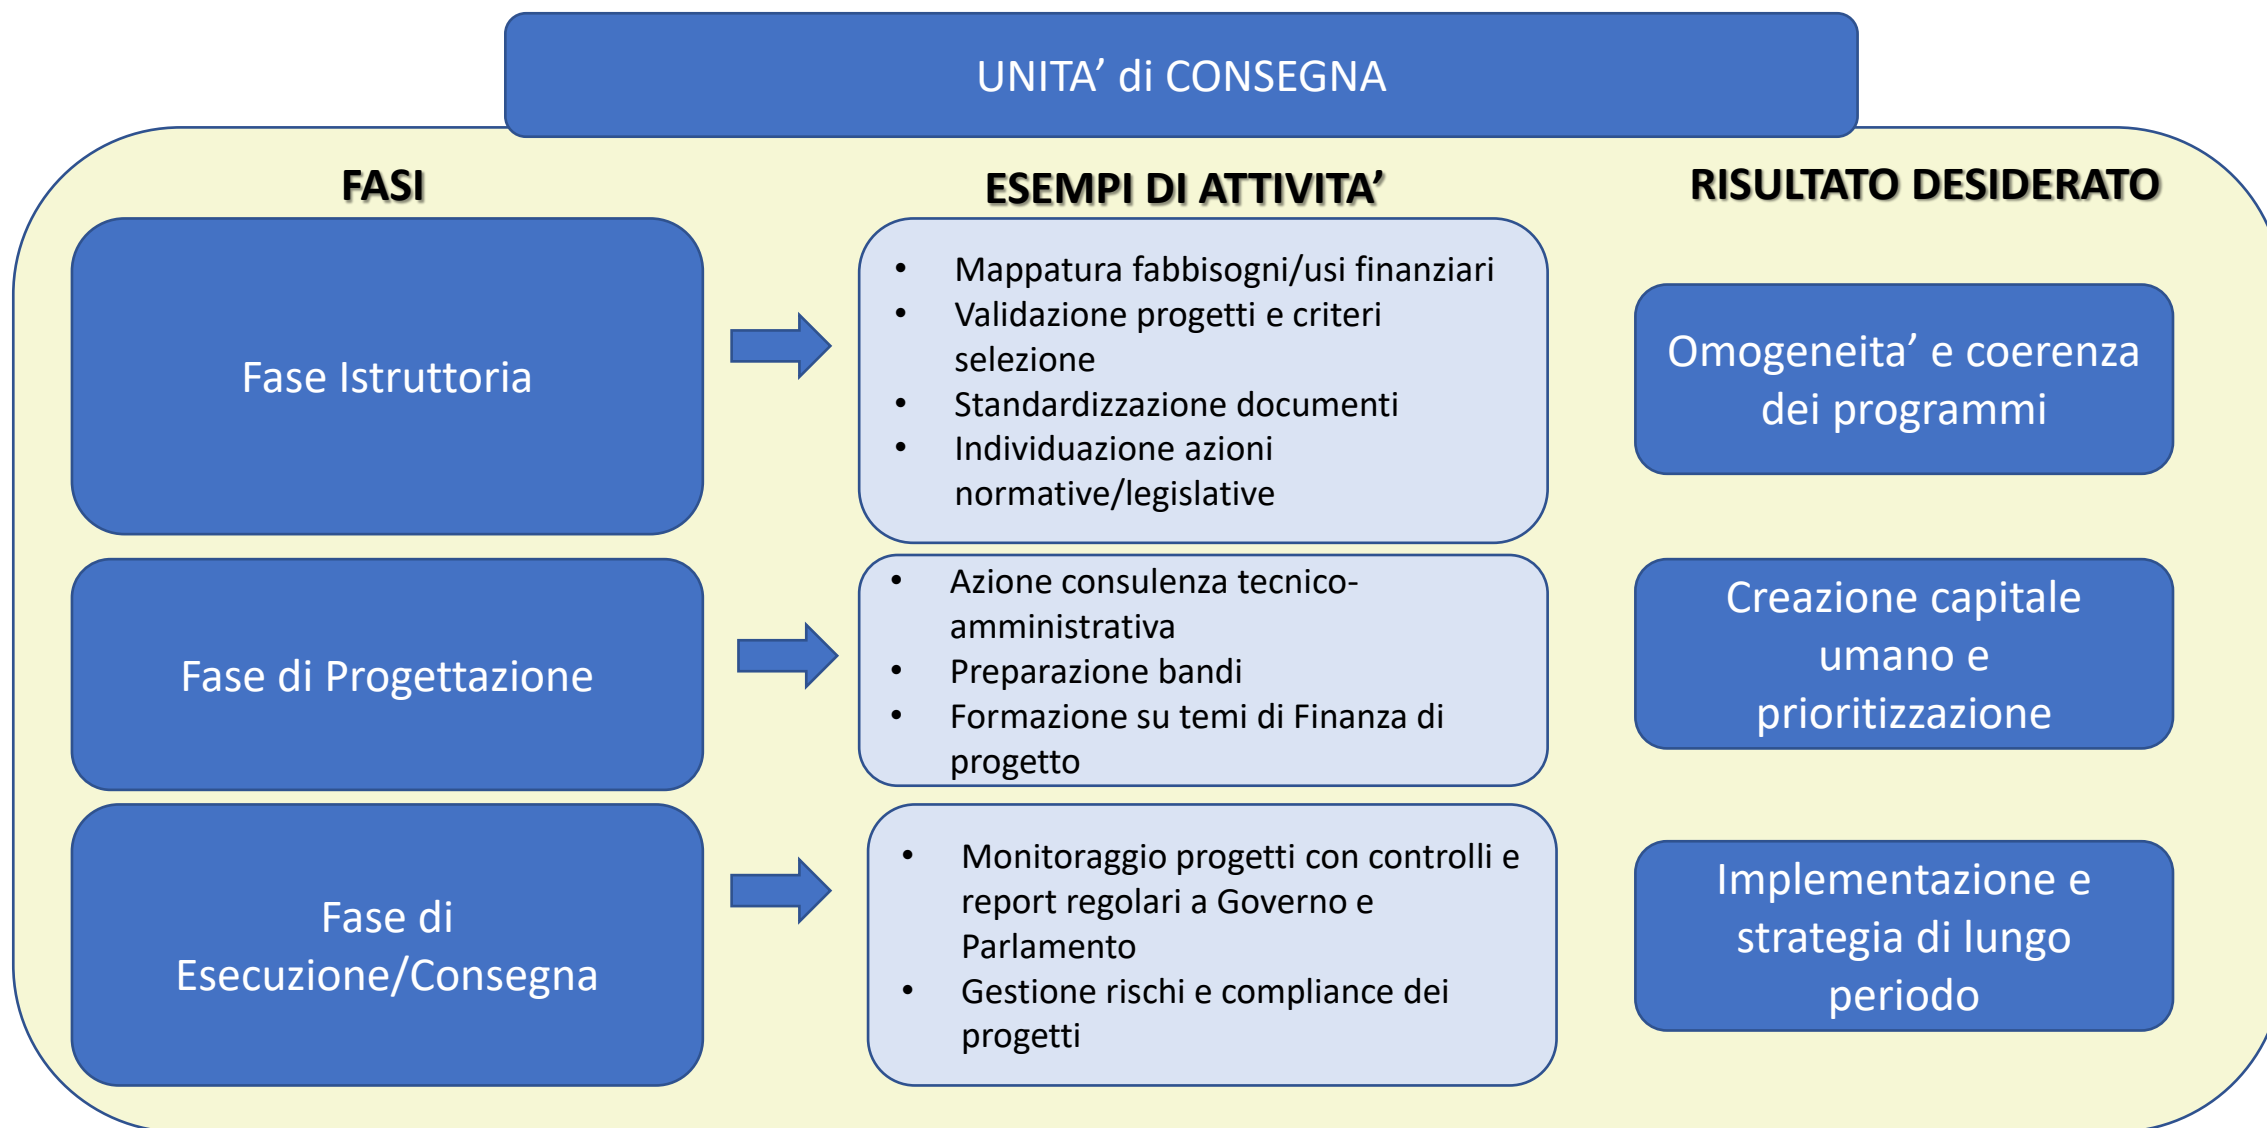 UNITA’ di CONSEGNA
FASI
ESEMPI DI ATTIVITA’
RISULTATO DESIDERATO
Fase Istruttoria
• Mappatura fabbisogni/usi finanziari
• Validazione progetti e criteri
selezione
• Standardizzazione documenti
• Individuazione azioni
normative/legislative
Omogeneita’ e coerenza
dei programmi
Fase di Progettazione
• Azione consulenza tecnico-
amministrativa
• Preparazione bandi
• Formazione su temi di Finanza di
progetto
Creazione capitale
umano e
prioritizzazione
Fase di
Esecuzione/Consegna
• Monitoraggio progetti con controlli e
report regolari a Governo e
Parlamento
• Gestione rischi e compliance dei
progetti
Implementazione e
strategia di lungo
periodo